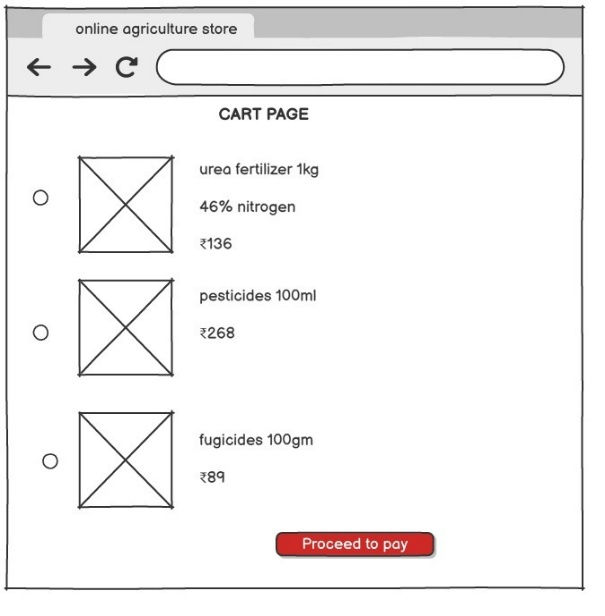 online agriculture store
CART PAGE
urea fertilizer 1kg
46% nitrogen
₹136
pesticides 100ml
₹268
fugicides 100gm
₹89
Proceed to pay